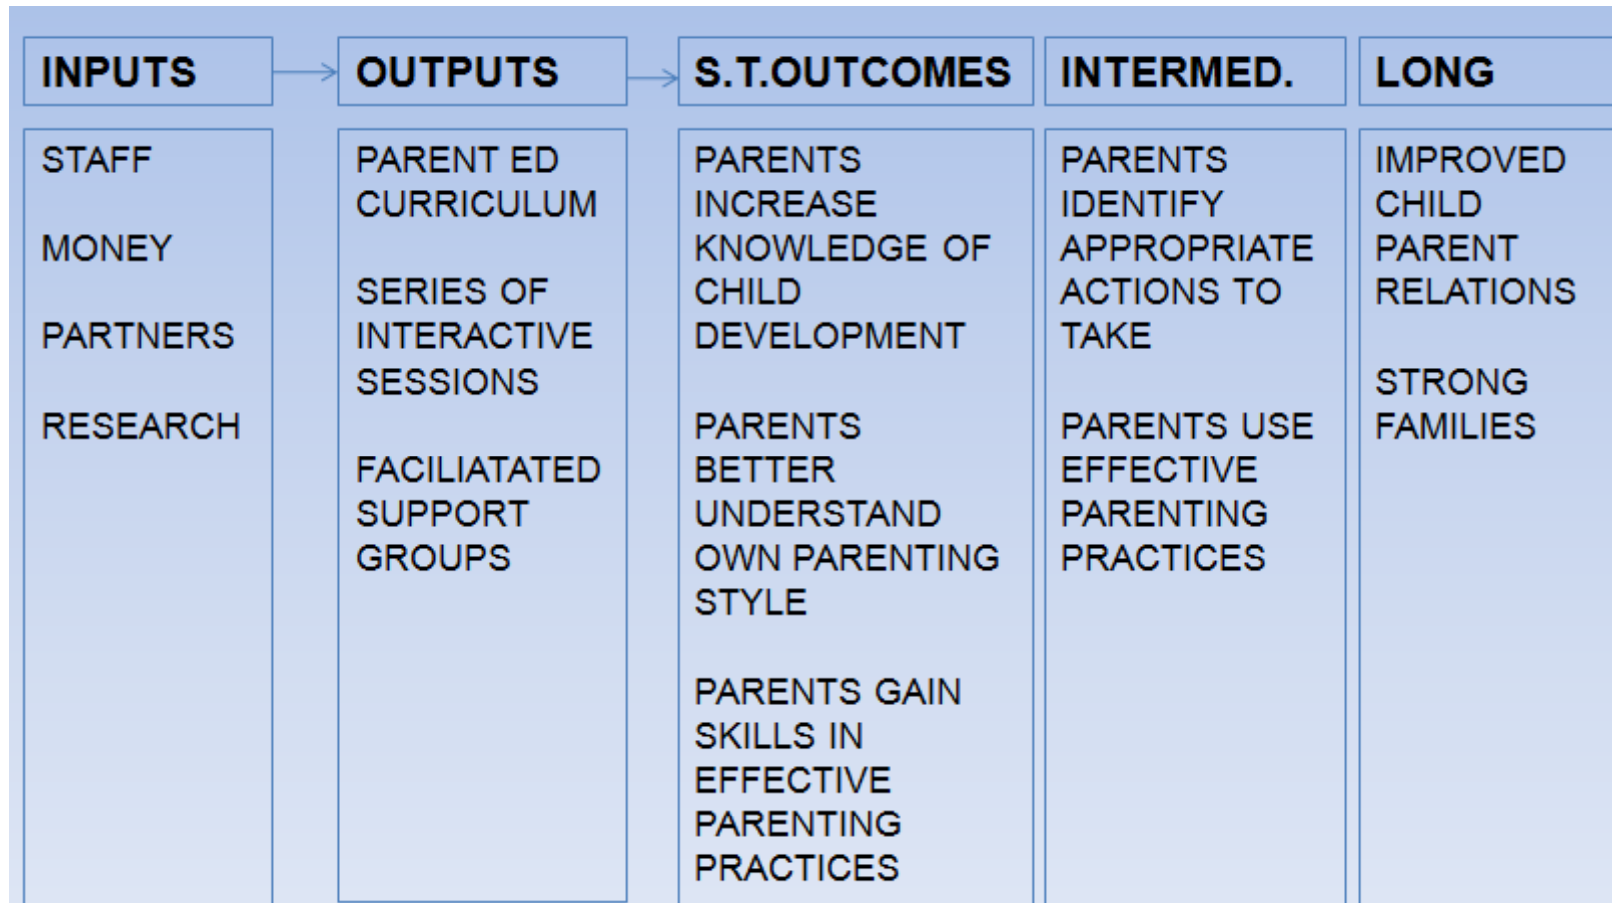 INPUTS
OUTPUTS
S.T.OUTCOMES
INTERMED.
LONG
STAFF
MONEY
PARTNERS
RESEARCH
PARENT ED
CURRICULUM
SERIES OF
INTERACTIVE
SESSIONS
FACILIATATED
SUPPORT
GROUPS
PARENTS
INCREASE
KNOWLEDGE OF
CHILD
DEVELOPMENT
PARENTS
BETTER
UNDERSTAND
OWN PARENTING
STYLE
PARENTS GAIN
SKILLS IN
EFFECTIVE
PARENTING
PRACTICES
PARENTS
IDENTIFY
APPROPRIATE
ACTIONS TO
TAKE
PARENTS USE
EFFECTIVE
PARENTING
PRACTICES
IMPROVED
CHILD
PARENT
RELATIONS
STRONG
FAMILIES